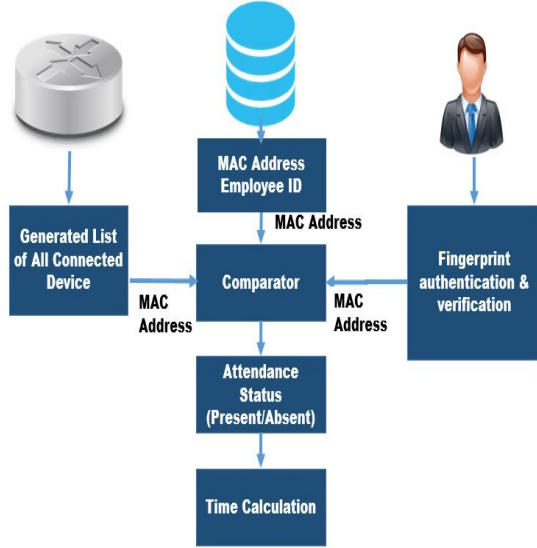 MAC Address
Employee ID
MAC Address
Generated List
of All Connected
Device
Comparator
Fingerprint
authentication &
verification
MAC
Address
MAC
Address
Attendance
Status
(Present/Absent)
Time Calculation